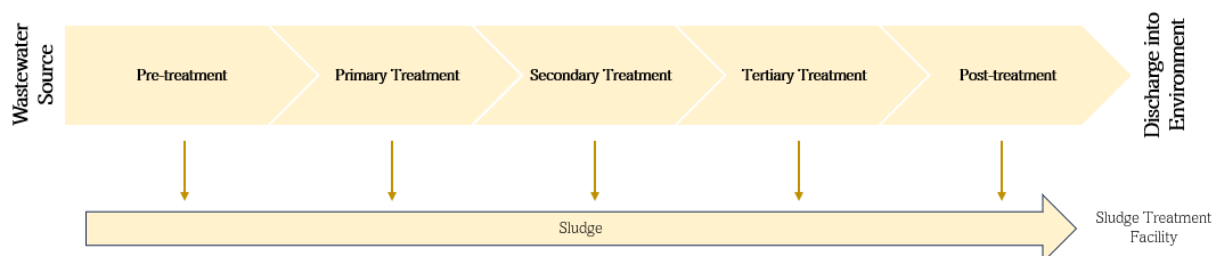 Wastewater
Source
Pre-treatment
Primary Treatment
Secondary Treatment
Tertiary Treatment
Post-treatment
Discharge into
Environment
Sludge
Sludge Treatment
Facility